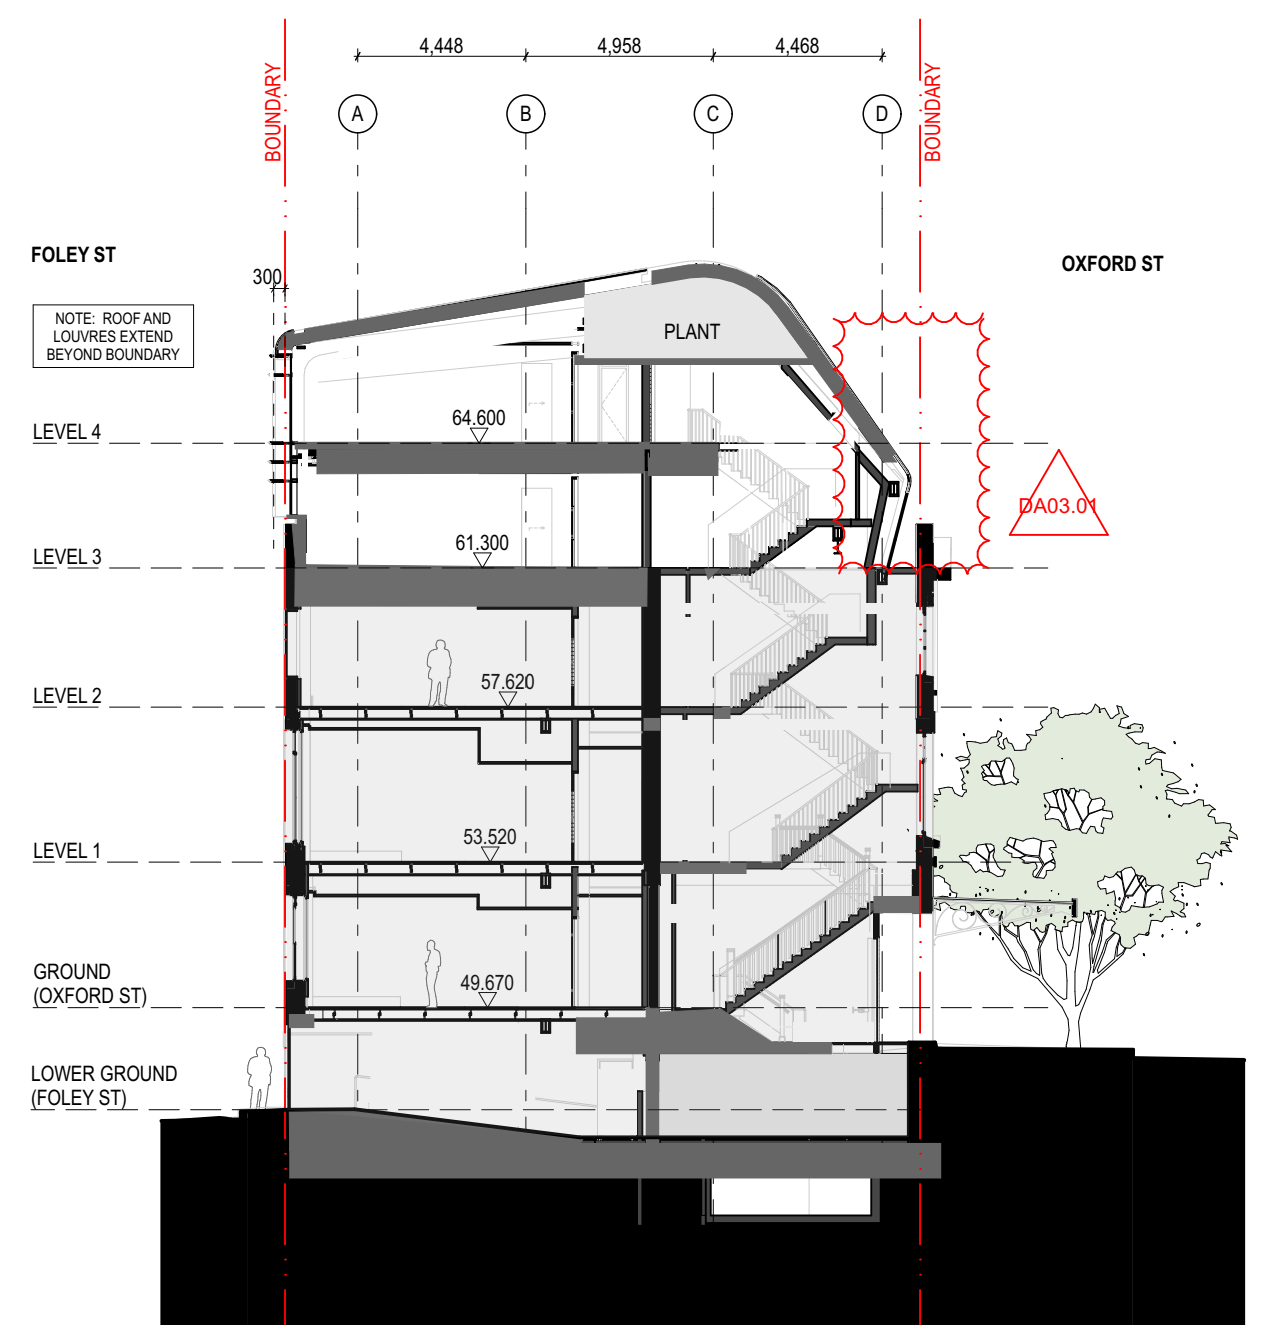 4,448
4,958
4,468
BOUNDARY
BOUNDARY
A
B
C
D
FOLEY ST
OXFORD ST
300
NOTE: ROOF AND
LOUVRES EXTEND
BEYOND BOUNDARY
PLANT
LEVEL 4
64.600
DA03.01
LEVEL 3
61.300
LEVEL 2
57.620
LEVEL 1
53.520
GROUND
(OXFORD ST)
49.670
LOWER GROUND
(FOLEY ST)